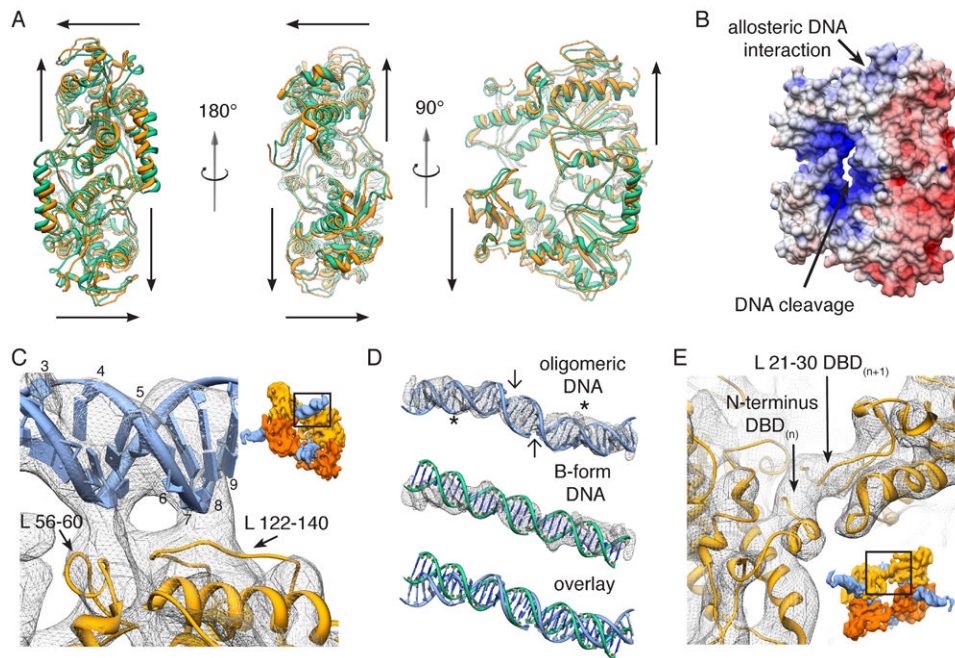 A
180°
90°
B
allosteric DNA
interaction
DNA cleavage
C
3
4
5
6
7
8
9
L 56-60
L 122-140
D
oligomeric
DNA
*
*
B-form
DNA
overlay
E
L 21-30 DBD(n+1)
N-terminus
DBD(n)